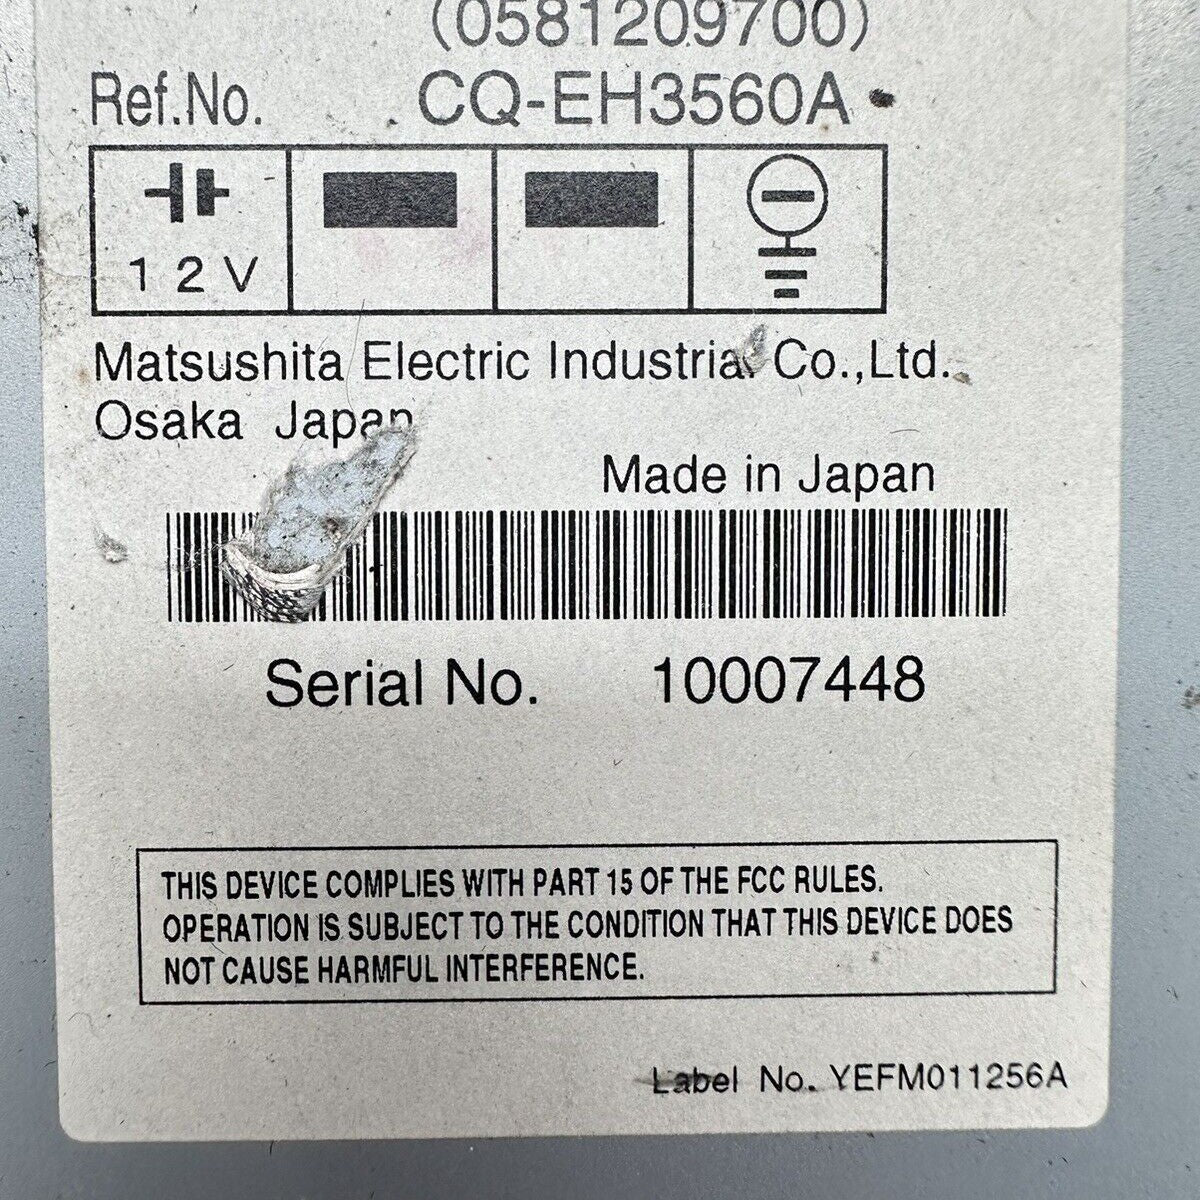 (0581209700)
Ref.No. CQ-EH3560A
12V
Matsushita Electric Industrial Co.,Ltd.
Osaka Japan
Made in Japan
Serial No. 10007448
THIS DEVICE COMPLIES WITH PART 15 OF THE FCC RULES.
OPERATION IS SUBJECT TO THE CONDITION THAT THIS DEVICE DOES
NOT CAUSE HARMFUL INTERFERENCE.
Label No. YEFM011256A